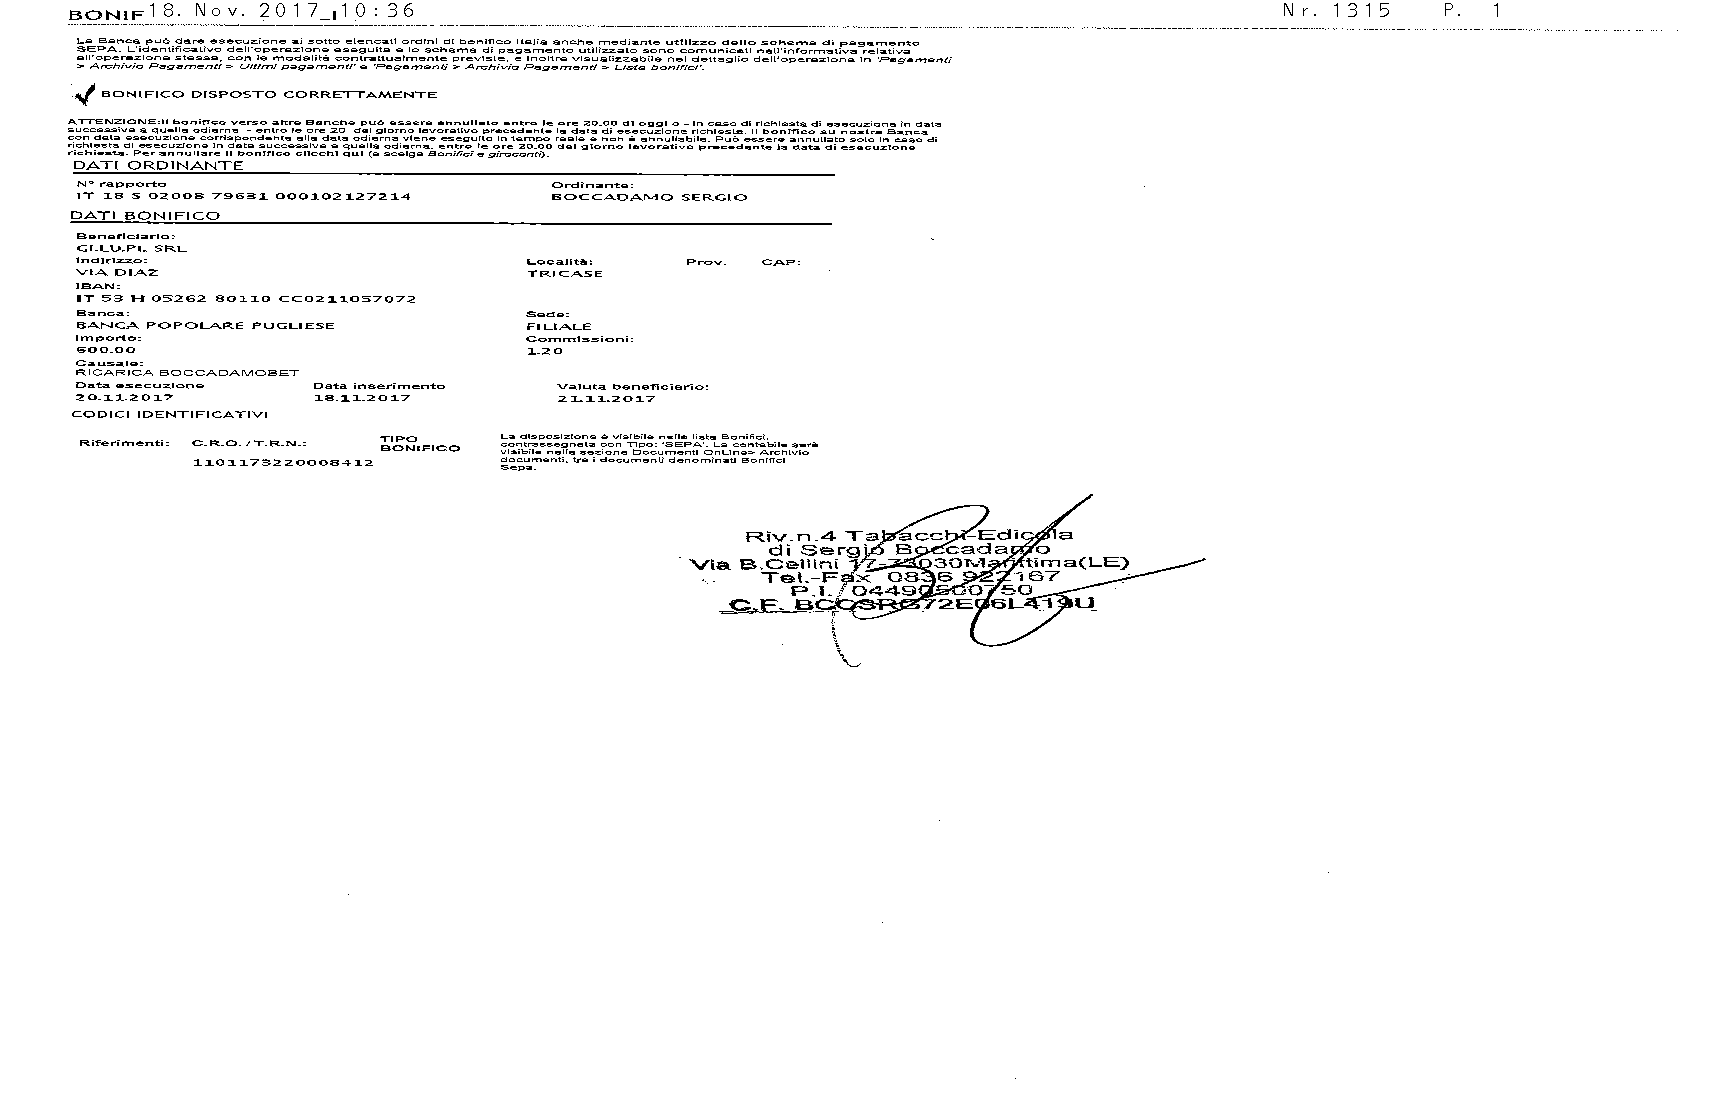 BONIF 18. Nov. 2017 10:36 Nr. 1315 P. 1
La Banca può dare esecuzione ai sotto elencati ordini di bonifico Italia anche mediante utilizzo dello schema di pagamento
SEPA. L'identificativo dell'operazione eseguita e lo schema di pagamento utilizzato sono comunicati nell'informativa relativa
all'operazione stessa, con le modalità contrattualmente previste, e inoltre visualizzabile nel dettaglio dell'operazione in 'Pagamenti
> Archivio Pagamenti > Ultimi pagamenti' e 'Pagamenti > Archivio Pagamenti > Lista bonifici'.
BONIFICO DISPOSTO CORRETTAMENTE
ATTENZIONE:Il bonifico verso altre Banche può essere annullato entro le ore 20.00 di oggi o - in caso di richiesta di esecuzione in data
successiva a quella odierna - entro le ore 20 del giorno lavorativo precedente la data di esecuzione richiesta. Il bonifico su nostra Banca
con data esecuzione corrispondente alla data odierna viene eseguito in tempo reale e non è annullabile. Può essere annullato solo in caso di
richiesta di esecuzione in data successiva a quella odierna, entro le ore 20.00 del giorno lavorativo precedente la data di esecuzione
richiesta. Per annullare il bonifico clicchi qui (e scelga Bonifici e giroconti).
DATI ORDINANTE
N° rapporto Ordinante:
IT 18 S 02008 79631 000102127214 BOCCADAMO SERGIO
DATI BONIFICO
Beneficiario:
GI.LU.PI. SRL
Indirizzo: Località: Prov. CAP:
VIA DIAZ TRICASE
IBAN:
IT 53 H 05262 80110 CC0211057072
Banca: Sede:
BANCA POPOLARE PUGLIESE FILIALE
Importo: Commissioni:
600.00 1.20
Causale:
RICARICA BOCCADAMOBET
Data esecuzione Data inserimento Valuta beneficiario:
20.11.2017 18.11.2017 21.11.2017
CODICI IDENTIFICATIVI
Riferimenti: C.R.O./T.R.N.: TIPO BONIFICO
1101173220008412
La disposizione è visibile nella lista Bonifici,
contrassegnata con Tipo: 'SEPA'. La contabile sarà
visibile nella sezione Documenti OnLine> Archivio
documenti, tra i documenti denominati Bonifici
Sepa.
Riv.n.4 Tabacchi-Edicola
di Sergio Boccadamo
Via B.Cellini 17-73030Marittima(LE)
Tel.-Fax 0836 922167
P.I. 04490500750
C.F. BCCSRG72E06L419U